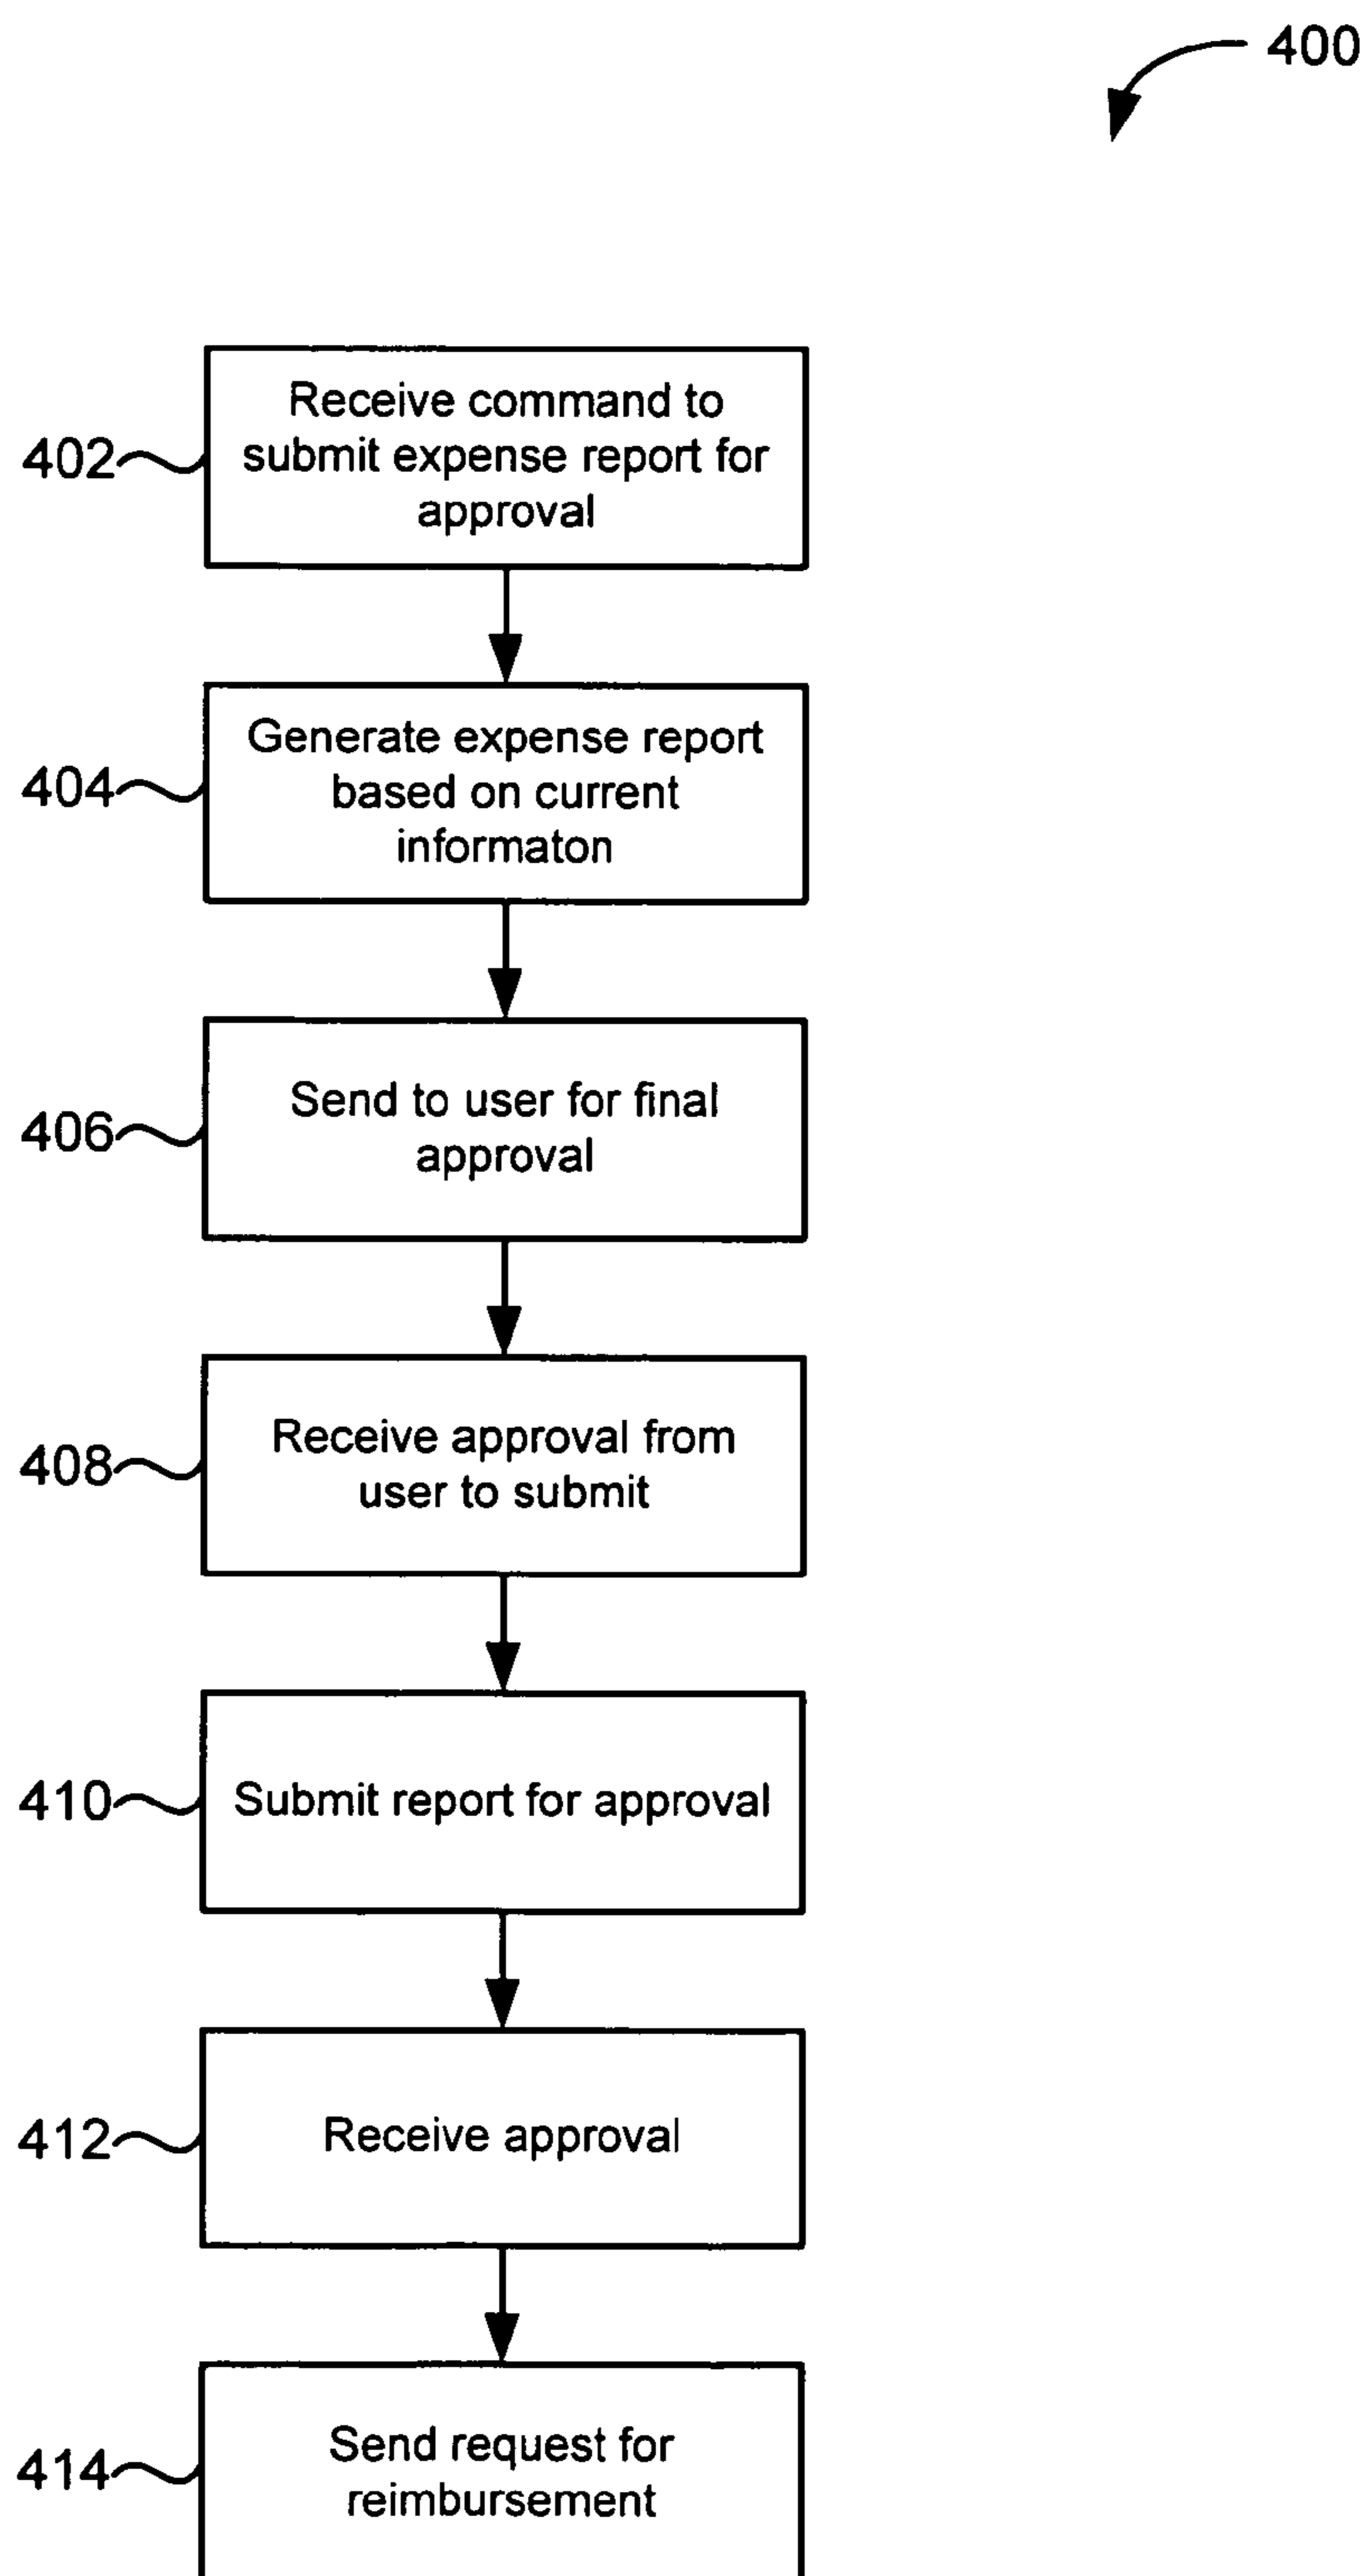 400
402
Receive command to
submit expense report for
approval
404
Generate expense report
based on current
informaton
406
Send to user for final
approval
408
Receive approval from
user to submit
410
Submit report for approval
412
Receive approval
414
Send request for
reimbursement